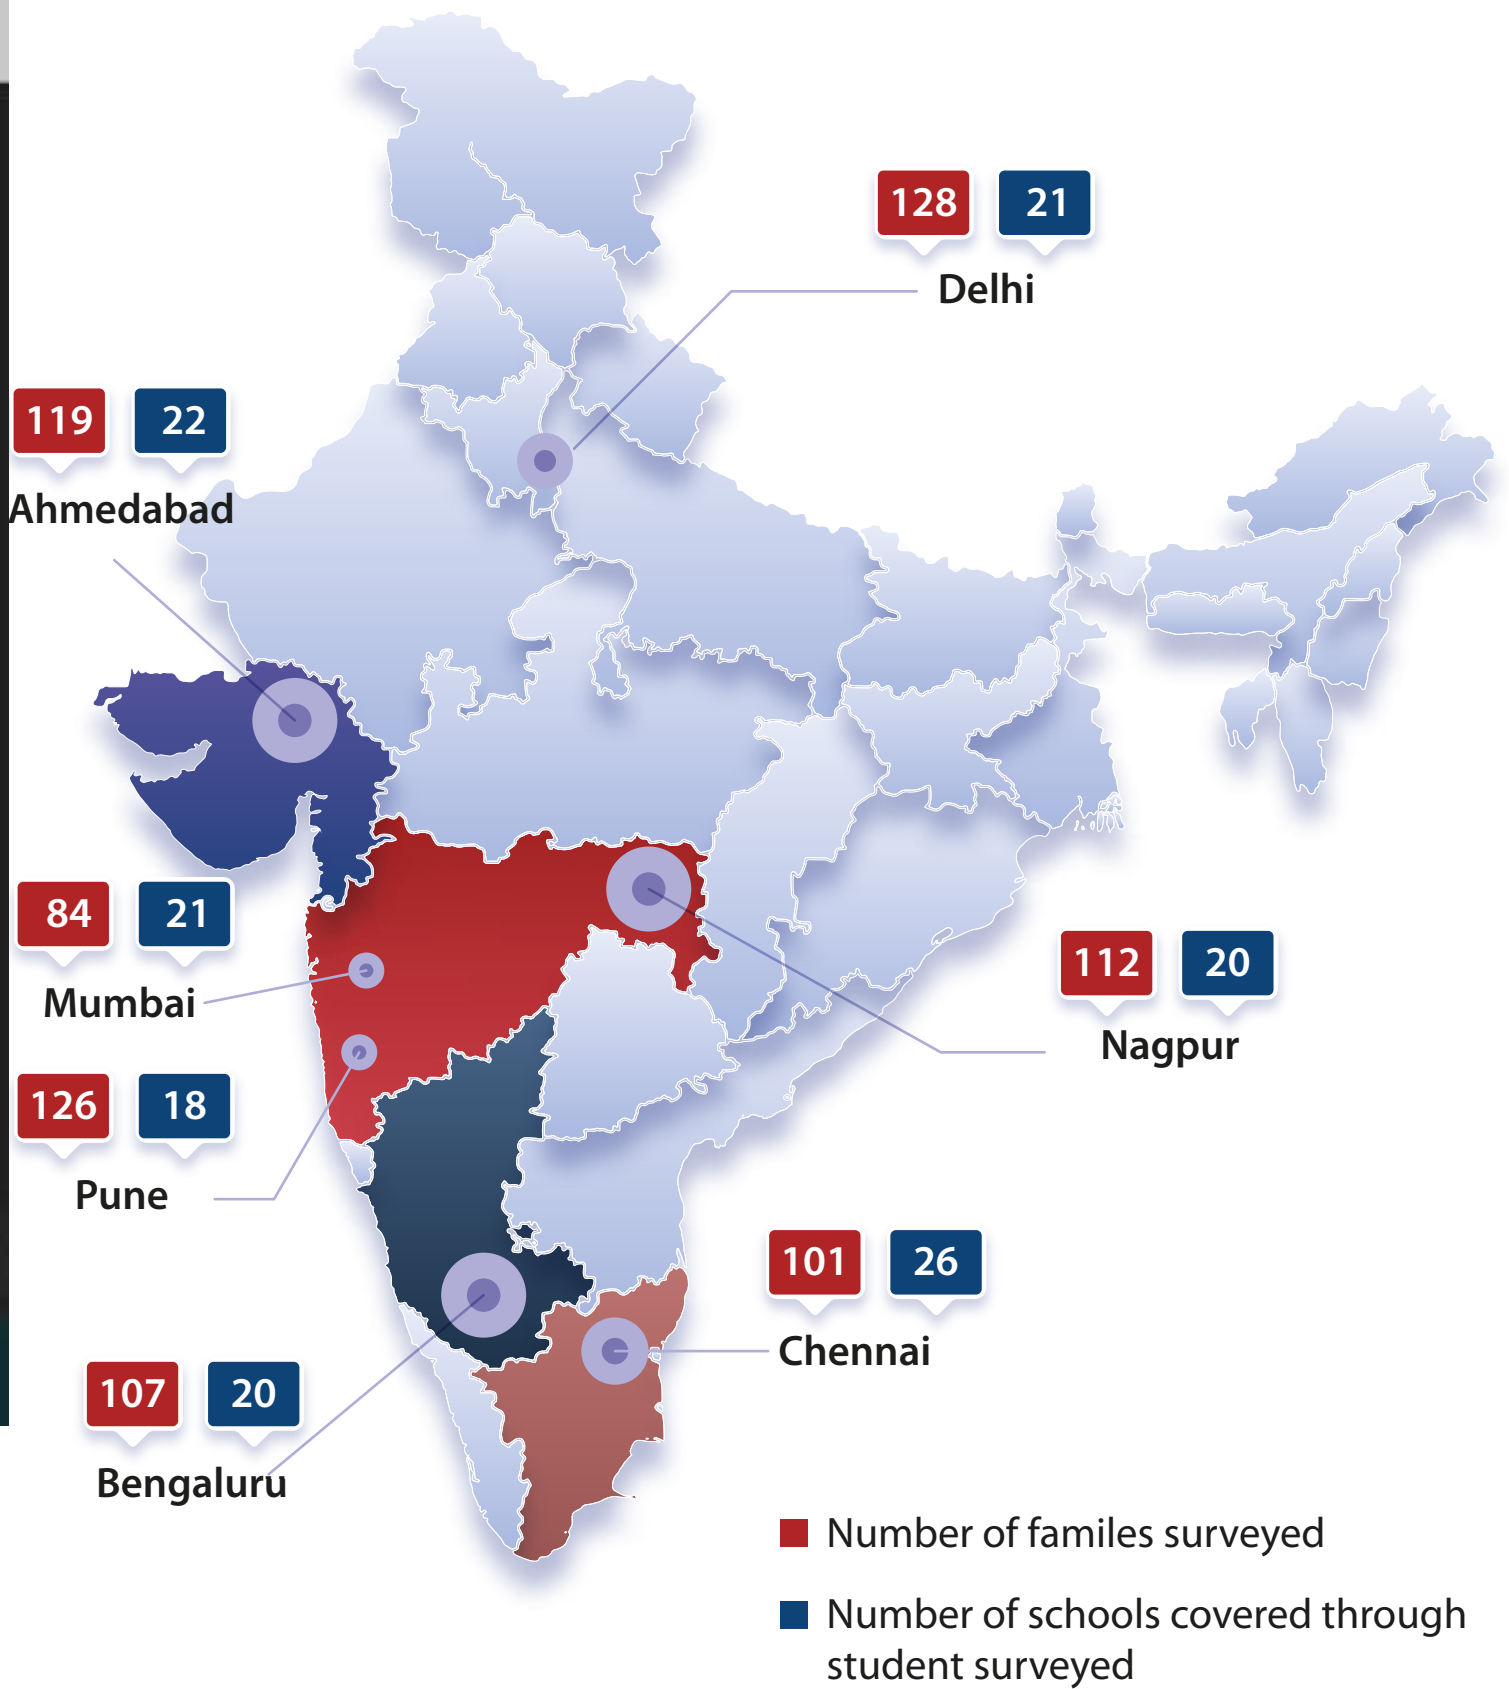 128 21
Delhi
119 22
Ahmedabad
84 21
Mumbai
112 20
Nagpur
126 18
Pune
101 26
Chennai
107 20
Bengaluru
Number of familes surveyed
Number of schools covered through
student surveyed